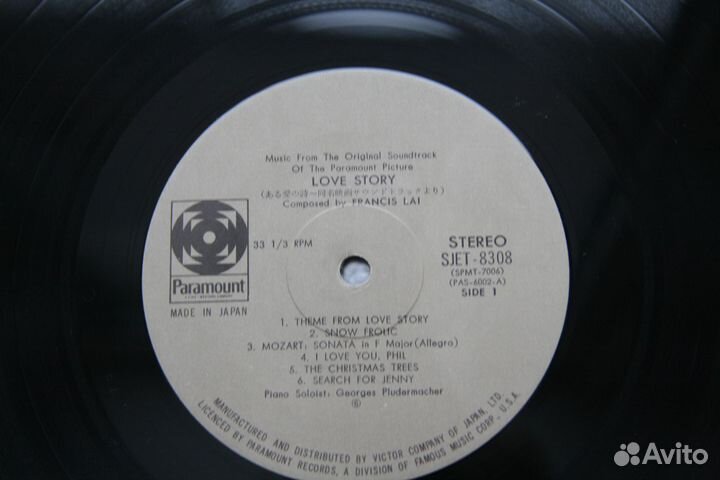 Music From The Original Soundtrack
Of The Paramount Picture
LOVE STORY
(ある愛の詩～同名映画サウンドトラックより)
Composed by FRANCIS LAI
33 1/3 RPM
STEREO
SJET-8308
(SPMT-7006)
(PAS-6002-A)
SIDE 1
Paramount
MADE IN JAPAN
1. THEME FROM LOVE STORY
2. SNOW FROLIC
3. MOZART: SONATA in F Major(Allegro)
4. I LOVE YOU, PHIL
5. THE CHRISTMAS TREES
6. SEARCH FOR JENNY
Piano Soloist: Georges Pludermacher
Ⓖ
MANUFACTURED AND DISTRIBUTED BY VICTOR COMPANY OF JAPAN, LTD.
LICENCED BY PARAMOUNT RECORDS, A DIVISION OF FAMOUS MUSIC CORP., U.S.A.
Avito